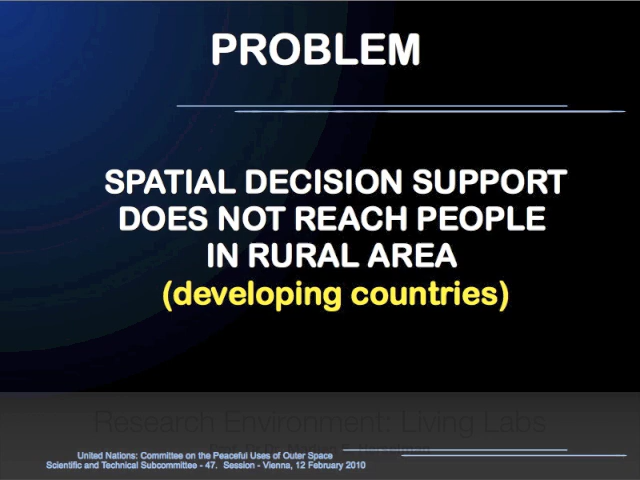 PROBLEM
SPATIAL DECISION SUPPORT
DOES NOT REACH PEOPLE
IN RURAL AREA
(developing countries)
Research Environment: Living Labs
United Nations: Committee on the Peaceful Uses of Outer Space
Scientific and Technical Subcommittee - 47. Session - Vienna, 12 February 2010